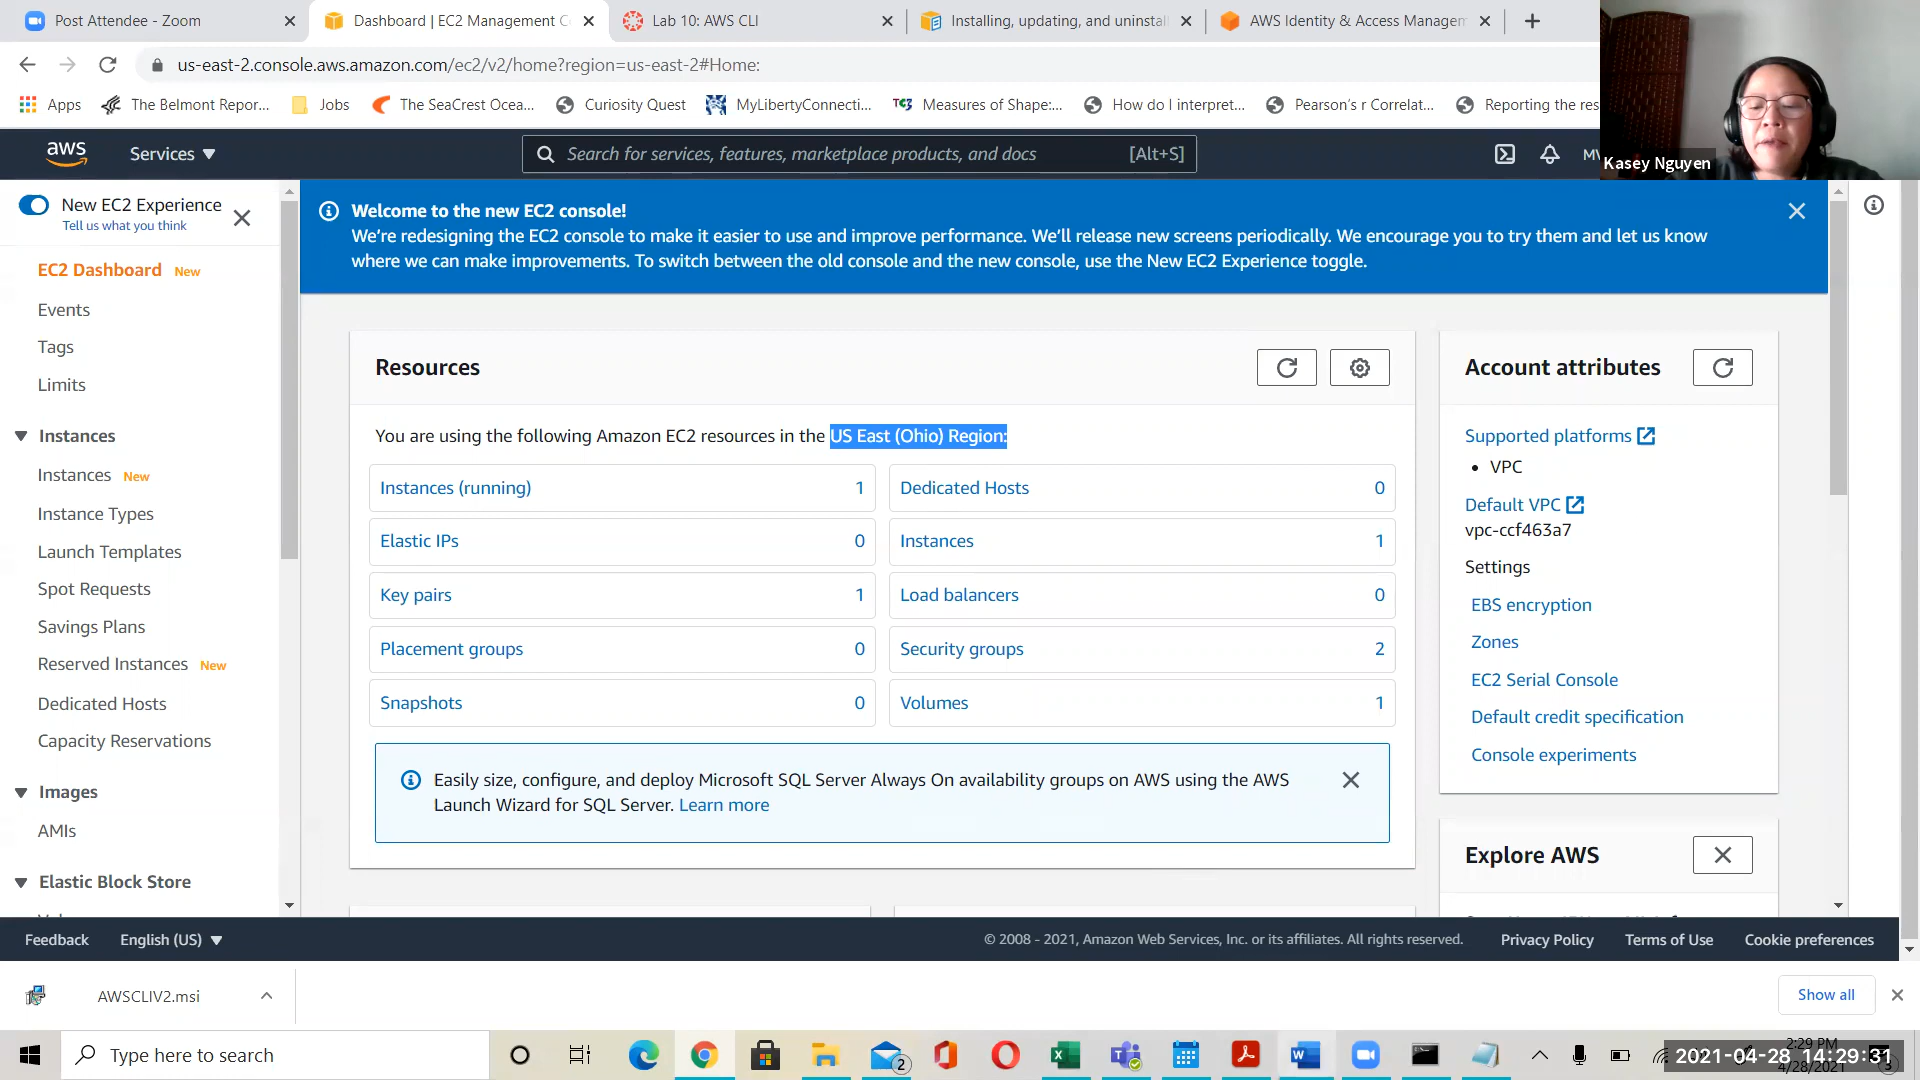 Post Attendee - Zoom
Dashboard | EC2 Management C
Lab 10: AWS CLI
Installing, updating, and uninstal
AWS Identity & Access Managem
us-east-2.console.aws.amazon.com/ec2/v2/home?region=us-east-2#Home:
Apps
The Belmont Repor...
Jobs
The SeaCrest Ocea...
Curiosity Quest
MyLibertyConnecti...
Measures of Shape:...
How do I interpret...
Pearson's r Correlat...
Reporting the res
aws
Services
Search for services, features, marketplace products, and docs
[Alt+S]
Kasey Nguyen
New EC2 Experience
Tell us what you think
Welcome to the new EC2 console!
We're redesigning the EC2 console to make it easier to use and improve performance. We'll release new screens periodically. We encourage you to try them and let us know
where we can make improvements. To switch between the old console and the new console, use the New EC2 Experience toggle.
EC2 Dashboard New
Events
Tags
Limits
Instances
Instances New
Instance Types
Launch Templates
Spot Requests
Savings Plans
Reserved Instances New
Dedicated Hosts
Capacity Reservations
Images
AMIs
Elastic Block Store
Resources
You are using the following Amazon EC2 resources in the US East (Ohio) Region:
Instances (running) 1
Dedicated Hosts 0
Elastic IPs 0
Instances 1
Key pairs 1
Load balancers 0
Placement groups 0
Security groups 2
Snapshots 0
Volumes 1
Easily size, configure, and deploy Microsoft SQL Server Always On availability groups on AWS using the AWS
Launch Wizard for SQL Server. Learn more
Account attributes
Supported platforms
• VPC
Default VPC
vpc-ccf463a7
Settings
EBS encryption
Zones
EC2 Serial Console
Default credit specification
Console experiments
Explore AWS
Feedback
English (US)
© 2008 - 2021, Amazon Web Services, Inc. or its affiliates. All rights reserved.
Privacy Policy
Terms of Use
Cookie preferences
AWSCLIV2.msi
Show all
Type here to search
2
2:29 PM
2021-04-28 14:29:31